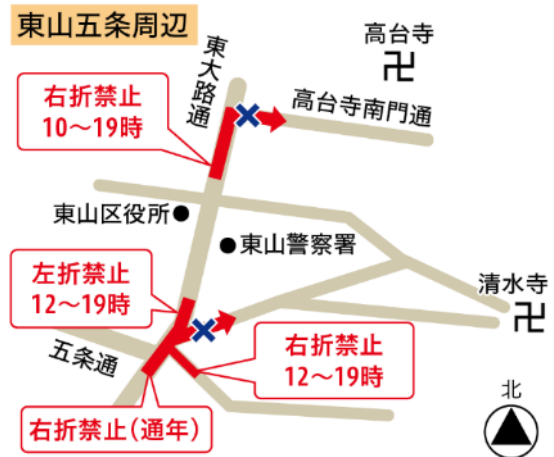 東山五条周辺
東大路通
高台寺
卍
右折禁止
10〜19時
高台寺南門通
東山区役所
東山警察署
左折禁止
12〜19時
清水寺
卍
五条通
右折禁止
12〜19時
右折禁止(通年)
北